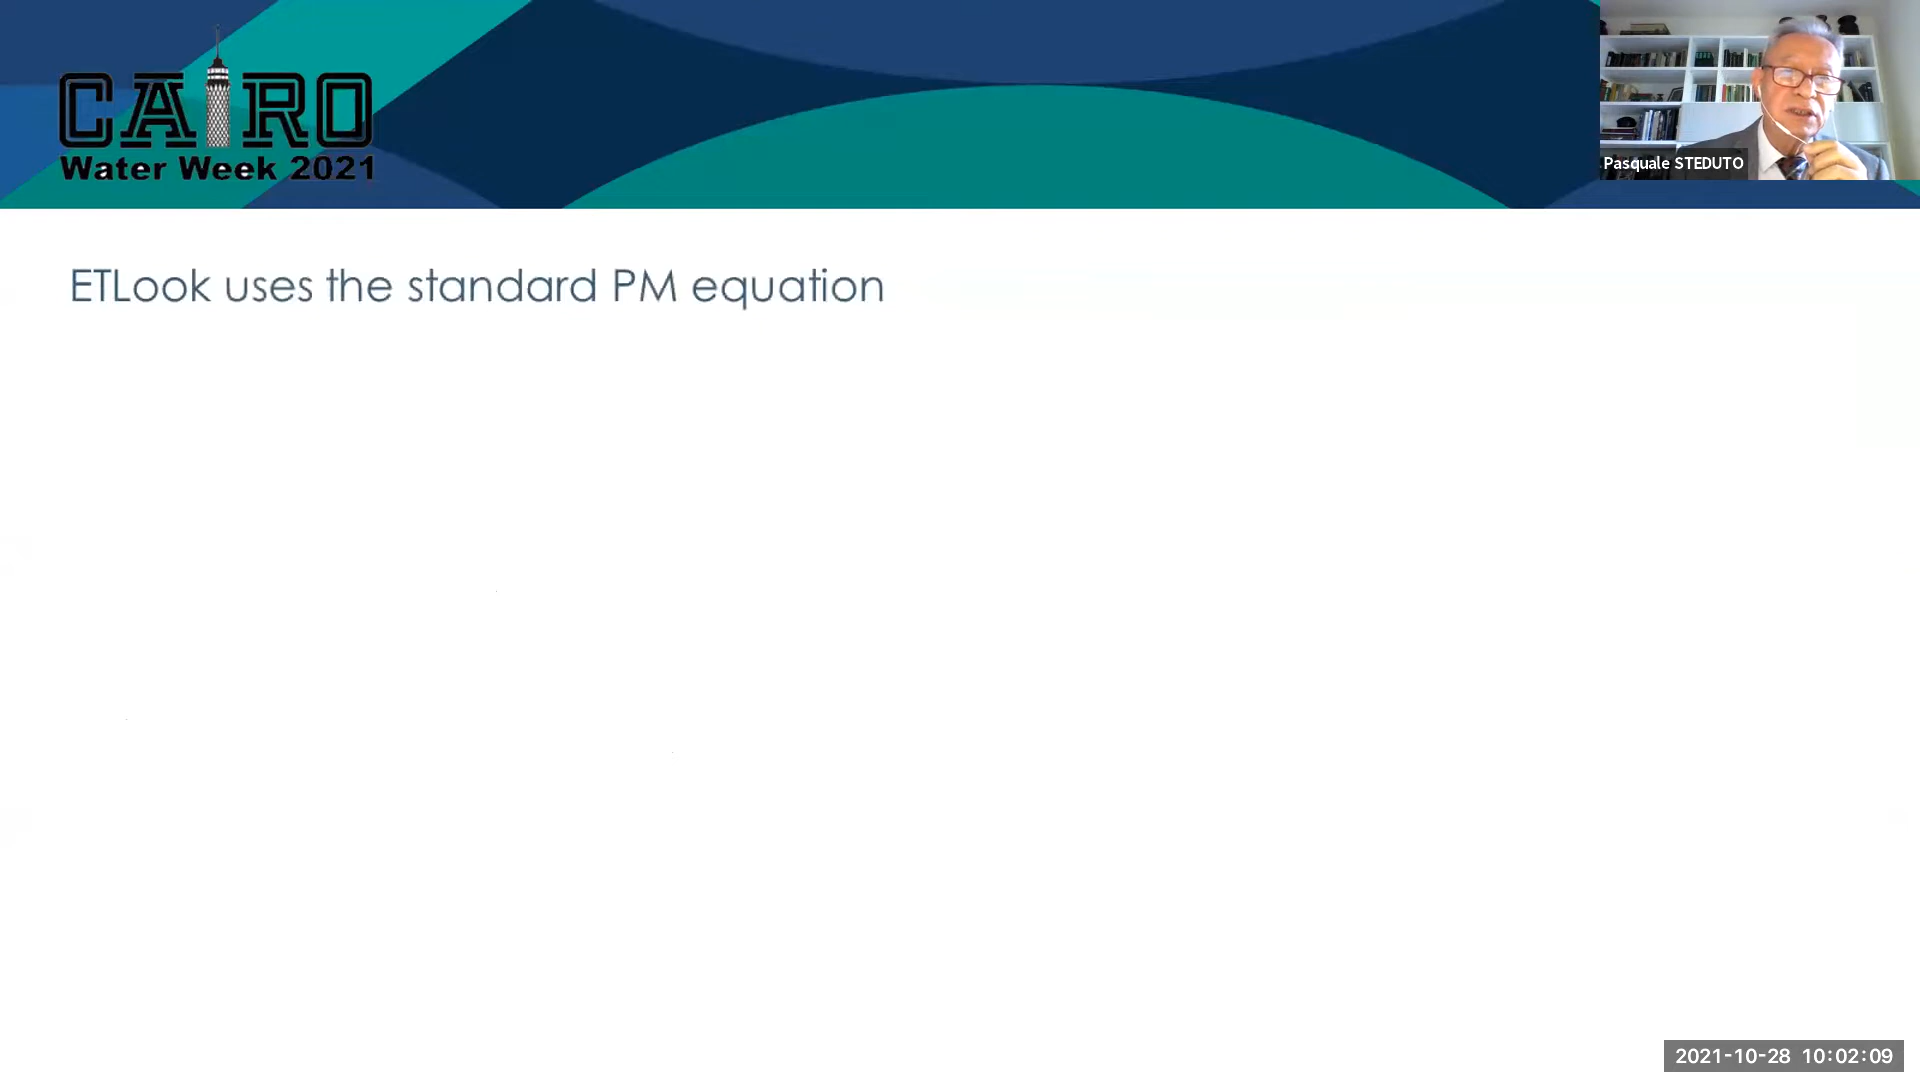 CAIRO
Water Week 2021
Pasquale STEDUTO
ETLook uses the standard PM equation
2021-10-28 10:02:09